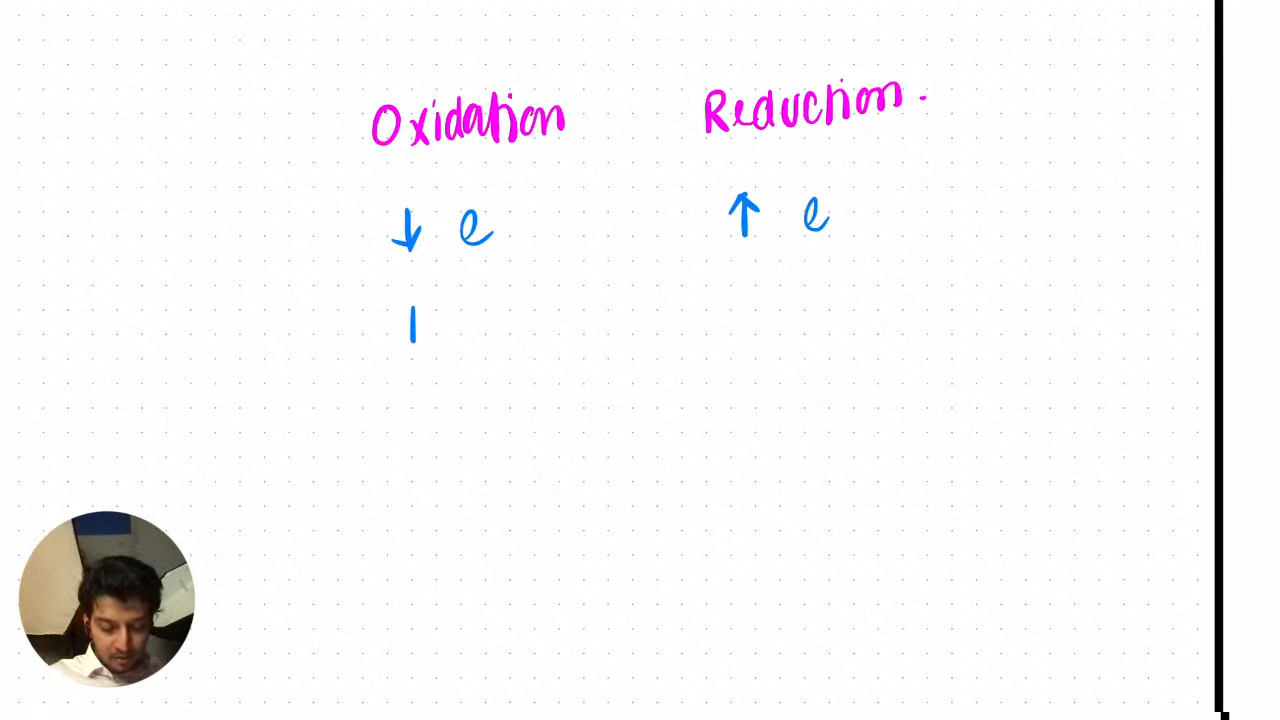 Oxidation Reduction.
↓ e ↑ e